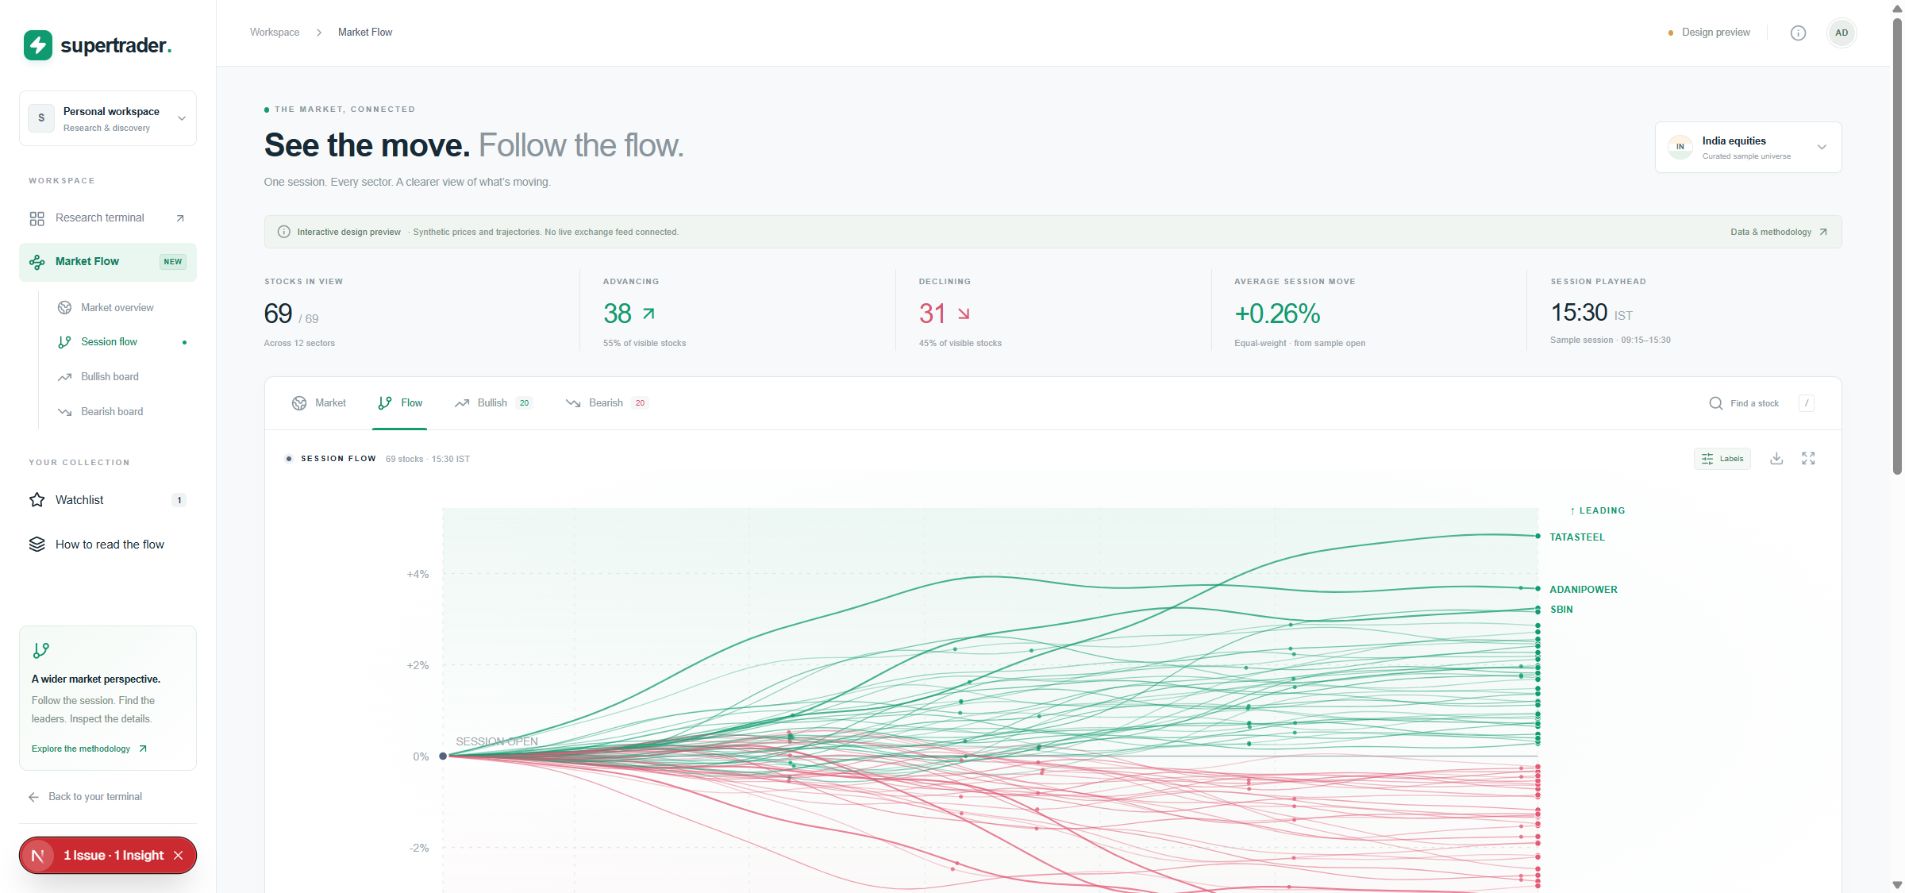 supertrader.
Workspace > Market Flow
Design preview
AD
S
Personal workspace
Research & discovery
WORKSPACE
Research terminal
Market Flow NEW
Market overview
Session flow
Bullish board
Bearish board
YOUR COLLECTION
Watchlist 1
How to read the flow
A wider market perspective.
Follow the session. Find the
leaders. Inspect the details.
Explore the methodology
Back to your terminal
N 1 Issue · 1 Insight
THE MARKET, CONNECTED
See the move. Follow the flow.
One session. Every sector. A clearer view of what's moving.
IN
India equities
Curated sample universe
Interactive design preview · Synthetic prices and trajectories. No live exchange feed connected.
Data & methodology
STOCKS IN VIEW
69 / 69
Across 12 sectors
ADVANCING
38
55% of visible stocks
DECLINING
31
45% of visible stocks
AVERAGE SESSION MOVE
+0.26%
Equal-weight · from sample open
SESSION PLAYHEAD
15:30 IST
Sample session · 09:15–15:30
Market
Flow
Bullish 20
Bearish 20
Find a stock /
SESSION FLOW 69 stocks · 15:30 IST
Labels
↑ LEADING
TATASTEEL
+4%
ADANIPOWER
SBIN
+2%
SESSION OPEN
0%
-2%